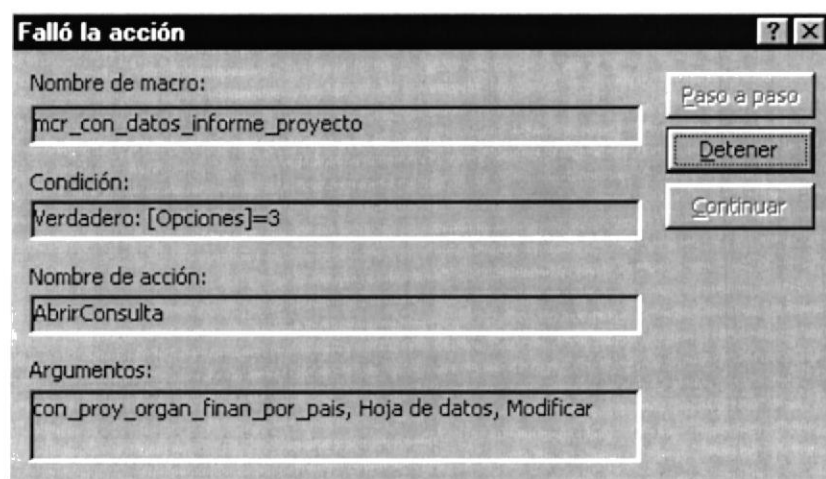 Falló la acción
Nombre de macro:
mcr_con_datos_informe_proyecto
Condición:
Verdadero: [Opciones]=3
Nombre de acción:
AbrirConsulta
Argumentos:
con_proy_organ_finan_por_pais, Hoja de datos, Modificar
Paso a paso
Detener
Continuar